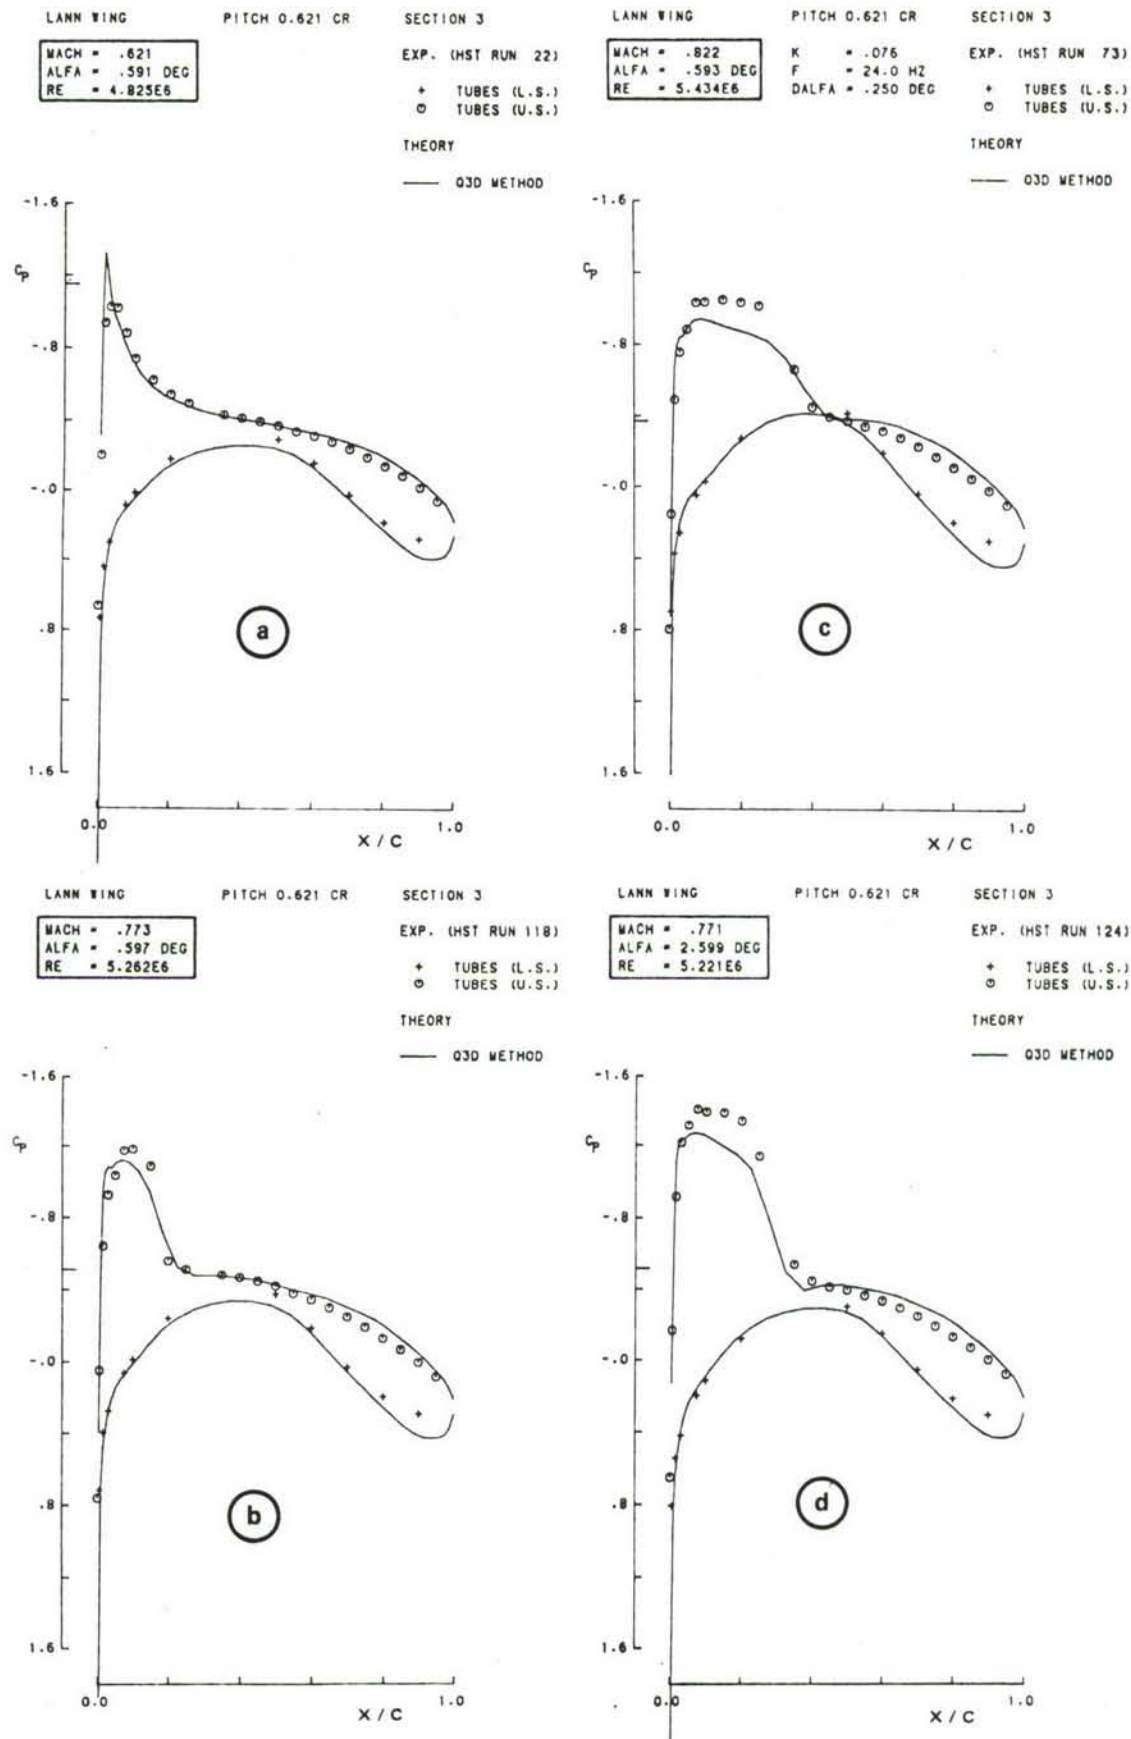 LANN WING PITCH 0.621 CR SECTION 3
MACH = .621
ALFA = .591 DEG
RE = 4.825E6
EXP. (HST RUN 22)
+ TUBES (L.S.)
⊙ TUBES (U.S.)
THEORY
—— Q3D METHOD
-1.6
Cp
-.8
-.0
.8
1.6
0.0 1.0
X/C
a
LANN WING PITCH 0.621 CR SECTION 3
MACH = .822
ALFA = .593 DEG
RE = 5.434E6
K = .076
F = 24.0 HZ
DALFA = .250 DEG
EXP. (HST RUN 73)
+ TUBES (L.S.)
⊙ TUBES (U.S.)
THEORY
—— Q3D METHOD
-1.6
Cp
-.8
-.0
.8
1.6
0.0 1.0
X/C
c
LANN WING PITCH 0.621 CR SECTION 3
MACH = .773
ALFA = .597 DEG
RE = 5.262E6
EXP. (HST RUN 118)
+ TUBES (L.S.)
⊙ TUBES (U.S.)
THEORY
—— Q3D METHOD
-1.6
Cp
-.8
-.0
.8
1.6
0.0 1.0
X/C
b
LANN WING PITCH 0.621 CR SECTION 3
MACH = .771
ALFA = 2.599 DEG
RE = 5.221E6
EXP. (HST RUN 124)
+ TUBES (L.S.)
⊙ TUBES (U.S.)
THEORY
—— Q3D METHOD
-1.6
Cp
-.8
-.0
.8
1.6
0.0 1.0
X/C
d